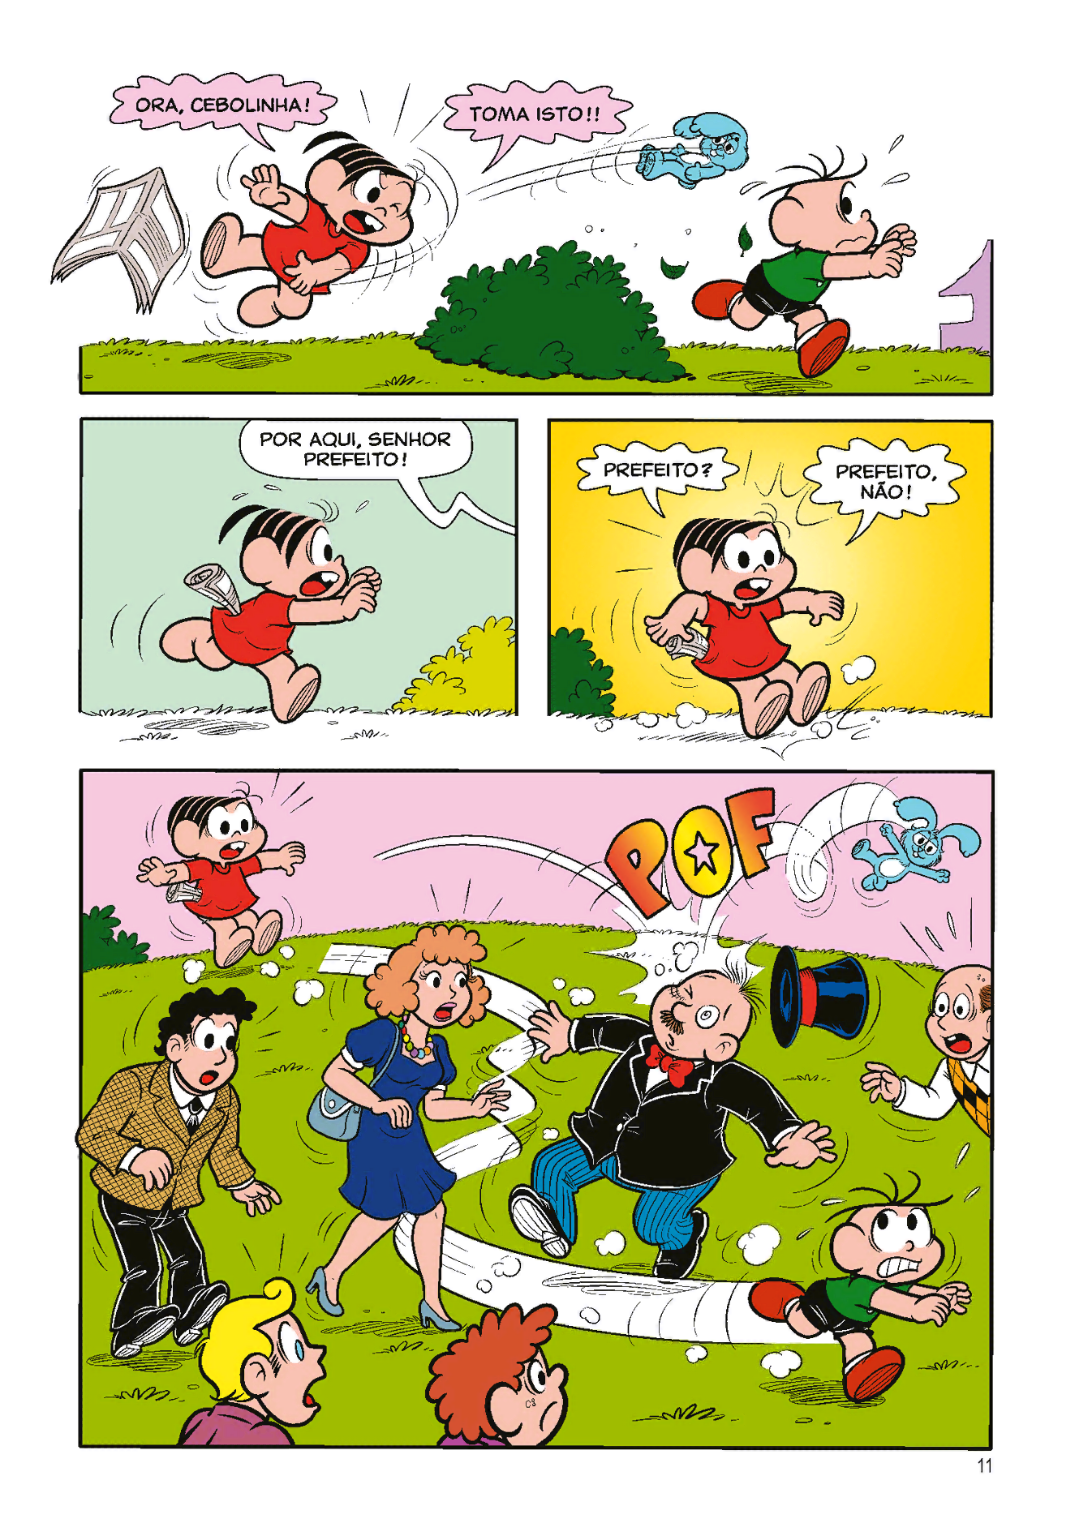 ORA, CEBOLINHA!
TOMA ISTO!!
POR AQUI, SENHOR
PREFEITO!
PREFEITO?
PREFEITO,
NÃO!
POF
11